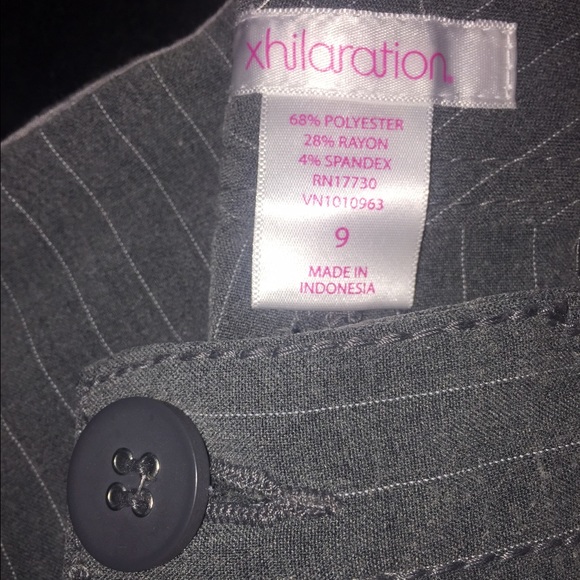 xhilaration.
68% POLYESTER
28% RAYON
4% SPANDEX
RN17730
VN1010963
9
MADE IN
INDONESIA